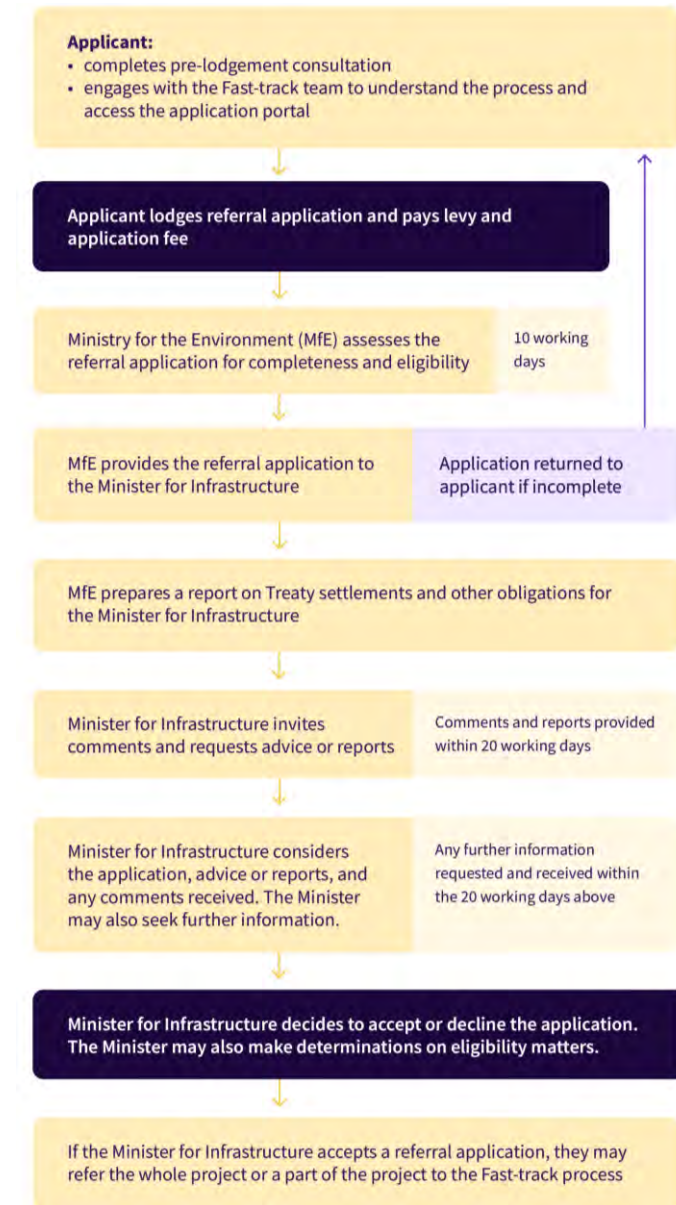 Applicant:
• completes pre-lodgement consultation
• engages with the Fast-track team to understand the process and
access the application portal
Applicant lodges referral application and pays levy and
application fee
Ministry for the Environment (MfE) assesses the
referral application for completeness and eligibility
10 working
days
MfE provides the referral application to
the Minister for Infrastructure
Application returned to
applicant if incomplete
MfE prepares a report on Treaty settlements and other obligations for
the Minister for Infrastructure
Minister for Infrastructure invites
comments and requests advice or reports
Comments and reports provided
within 20 working days
Minister for Infrastructure considers
the application, advice or reports, and
any comments received. The Minister
may also seek further information.
Any further information
requested and received within
the 20 working days above
Minister for Infrastructure decides to accept or decline the application.
The Minister may also make determinations on eligibility matters.
If the Minister for Infrastructure accepts a referral application, they may
refer the whole project or a part of the project to the Fast-track process